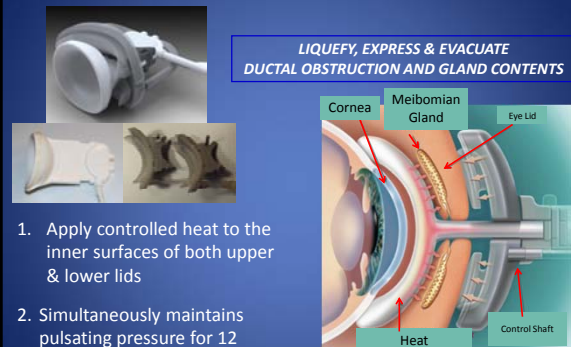 LIQUEFY, EXPRESS & EVACUATE
DUCTAL OBSTRUCTION AND GLAND CONTENTS
Cornea
Meibomian
Gland
Eye Lid
1. Apply controlled heat to the
inner surfaces of both upper
& lower lids
2. Simultaneously maintains
pulsating pressure for 12
Heat
Control Shaft